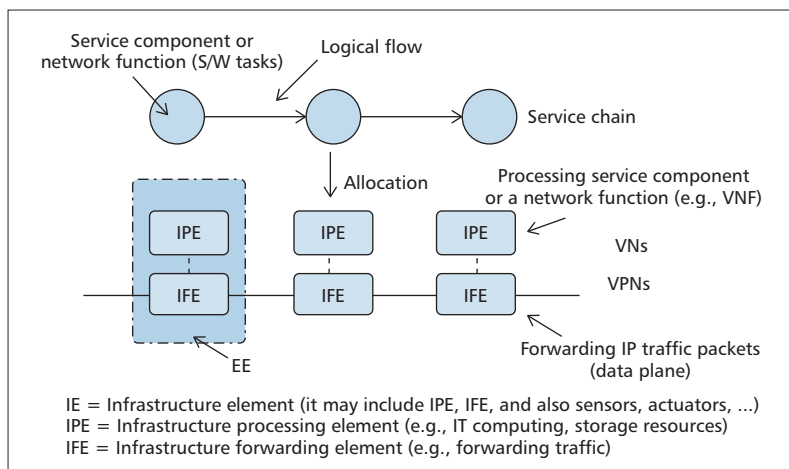 Service component or
network function (S/W tasks)
Logical flow
Service chain
Allocation
Processing service component
or a network function (e.g., VNF)
IPE
IPE
IPE
VNs
IFE
IFE
IFE
VPNs
EE
Forwarding IP traffic packets
(data plane)
IE = Infrastructure element (it may include IPE, IFE, and also sensors, actuators, ...)
IPE = Infrastructure processing element (e.g., IT computing, storage resources)
IFE = Infrastructure forwarding element (e.g., forwarding traffic)